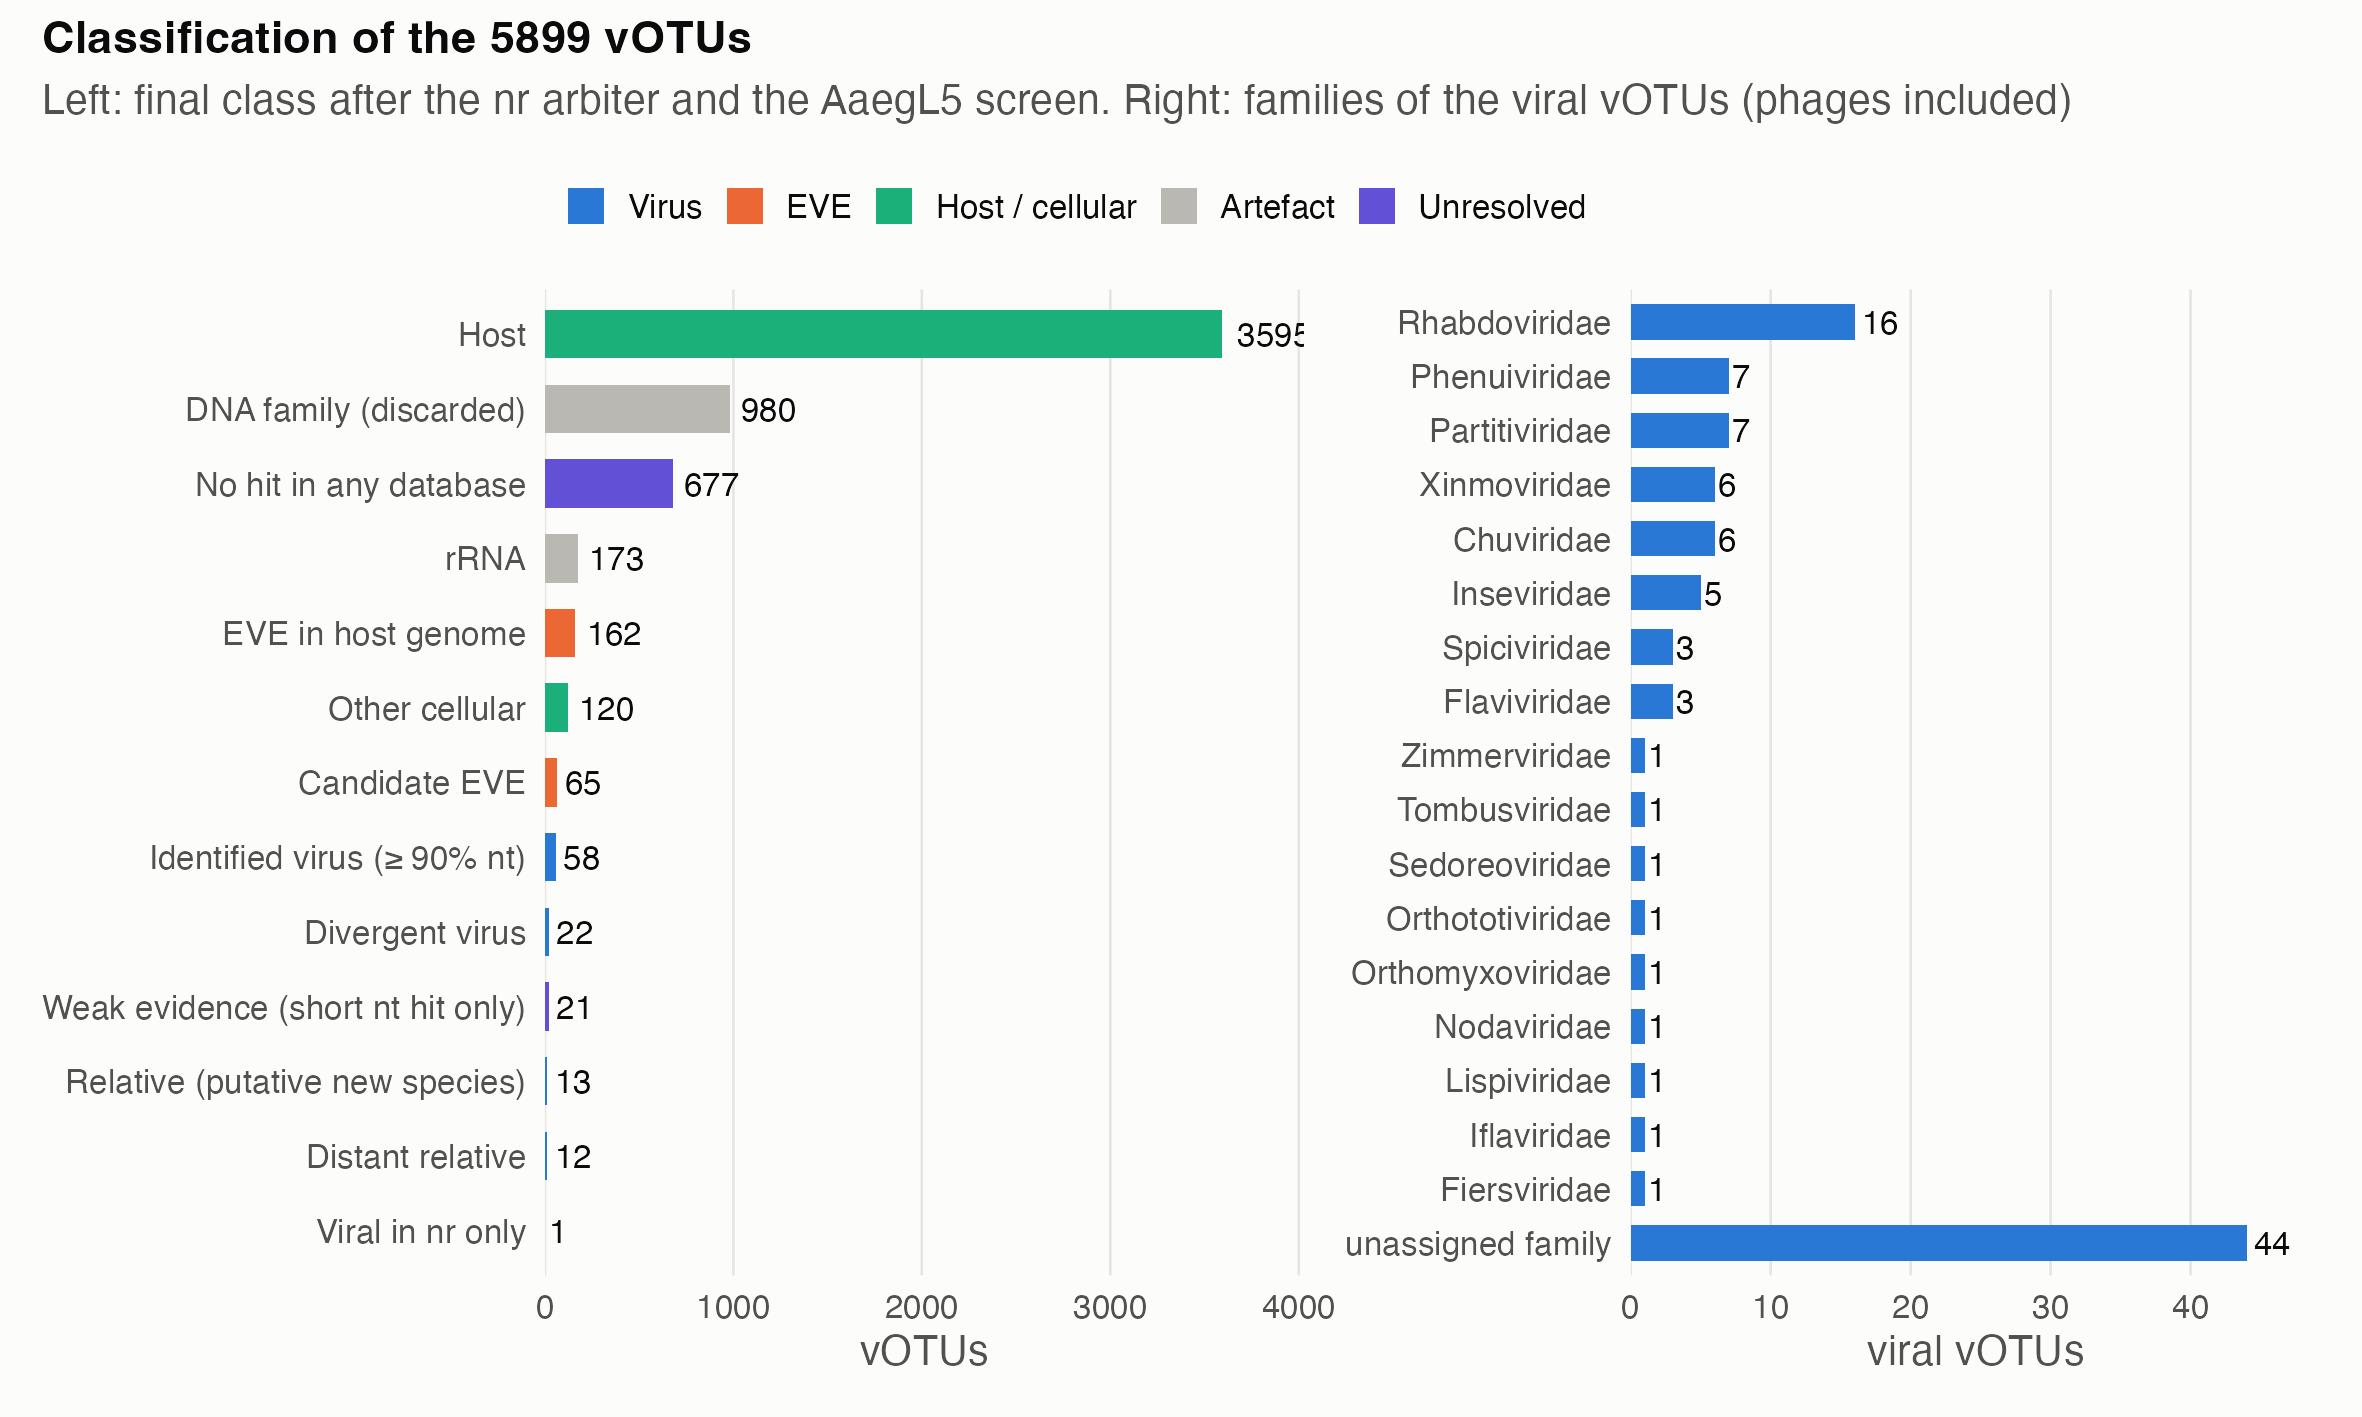 Classification of the 5899 vOTUs
Left: final class after the nr arbiter and the AaegL5 screen. Right: families of the viral vOTUs (phages included)
Virus EVE Host / cellular Artefact Unresolved
Host 3595
DNA family (discarded) 980
No hit in any database 677
rRNA 173
EVE in host genome 162
Other cellular 120
Candidate EVE 65
Identified virus (≥ 90% nt) 58
Divergent virus 22
Weak evidence (short nt hit only) 21
Relative (putative new species) 13
Distant relative 12
Viral in nr only 1
0 1000 2000 3000 4000
vOTUs
Rhabdoviridae 16
Phenuiviridae 7
Partitiviridae 7
Xinmoviridae 6
Chuviridae 6
Inseviridae 5
Spiciviridae 3
Flaviviridae 3
Zimmerviridae 1
Tombusviridae 1
Sedoreoviridae 1
Orthototiviridae 1
Orthomyxoviridae 1
Nodaviridae 1
Lispiviridae 1
Iflaviridae 1
Fiersviridae 1
unassigned family 44
0 10 20 30 40
viral vOTUs